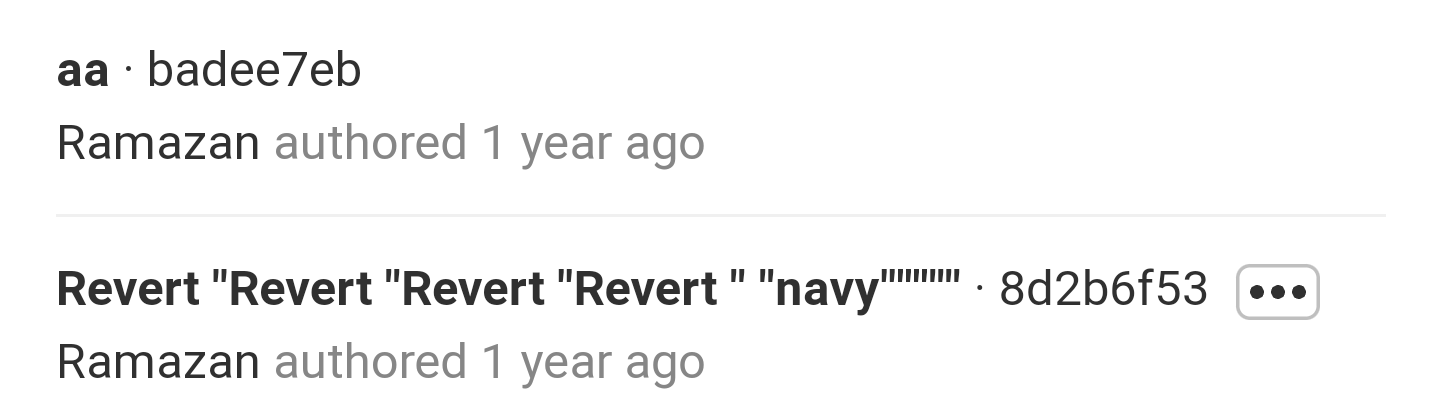 aa · badee7eb
Ramazan authored 1 year ago
Revert "Revert "Revert "Revert " "navy""""" · 8d2b6f53
Ramazan authored 1 year ago